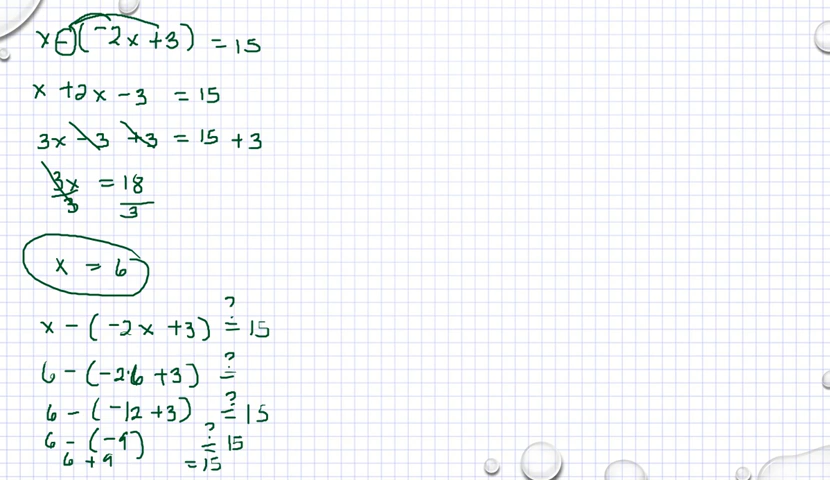 x - (-2x + 3) = 15
x + 2x - 3 = 15
3x - 3 + 3 = 15 + 3
3x/3 = 18/3
x = 6
x - (-2x + 3) ≟ 15
6 - (-2·6 + 3) ≟
6 - (-12 + 3) ≟ 15
6 - (-9) ≟ 15
6 + 9 = 15